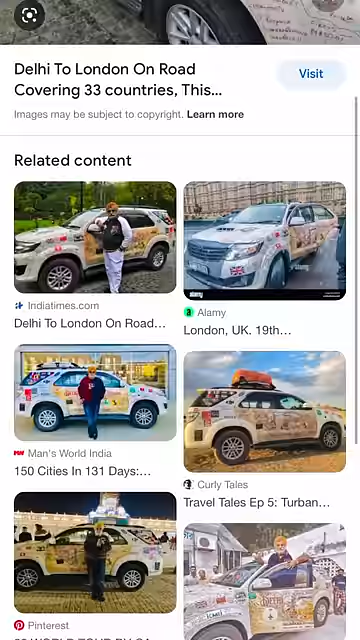 Delhi To London On Road
Covering 33 countries, This...
Visit
Images may be subject to copyright. Learn more
Related content
Indiatimes.com
Delhi To London On Road...
alamy
Alamy
London, UK. 19th...
Man's World India
150 Cities In 131 Days:...
Curly Tales
Travel Tales Ep 5: Turban...
Pinterest